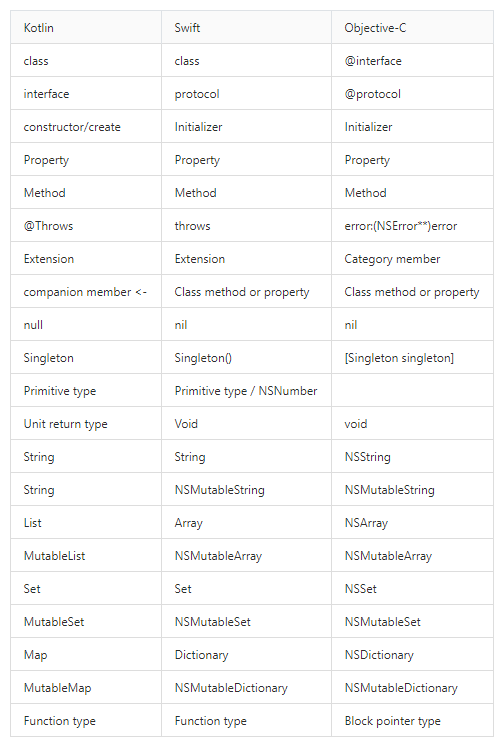 Kotlin Swift Objective-C
class class @interface
interface protocol @protocol
constructor/create Initializer Initializer
Property Property Property
Method Method Method
@Throws throws error:(NSError**)error
Extension Extension Category member
companion member <- Class method or property Class method or property
null nil nil
Singleton Singleton() [Singleton singleton]
Primitive type Primitive type / NSNumber
Unit return type Void void
String String NSString
String NSMutableString NSMutableString
List Array NSArray
MutableList NSMutableArray NSMutableArray
Set Set NSSet
MutableSet NSMutableSet NSMutableSet
Map Dictionary NSDictionary
MutableMap NSMutableDictionary NSMutableDictionary
Function type Function type Block pointer type